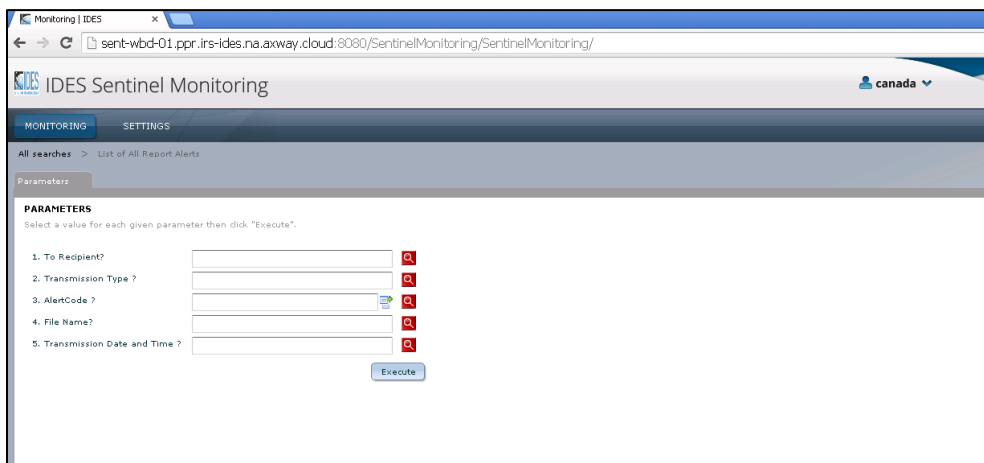 Monitoring | IDES
sent-wbd-01.ppr.irs-ides.na.axway.cloud:8080/SentinelMonitoring/SentinelMonitoring/
IDES IDES Sentinel Monitoring
canada
MONITORING SETTINGS
All searches > List of All Report Alerts
Parameters
PARAMETERS
Select a value for each given parameter then click "Execute".
1. To Recipient?
2. Transmission Type ?
3. AlertCode ?
4. File Name?
5. Transmission Date and Time ?
Execute